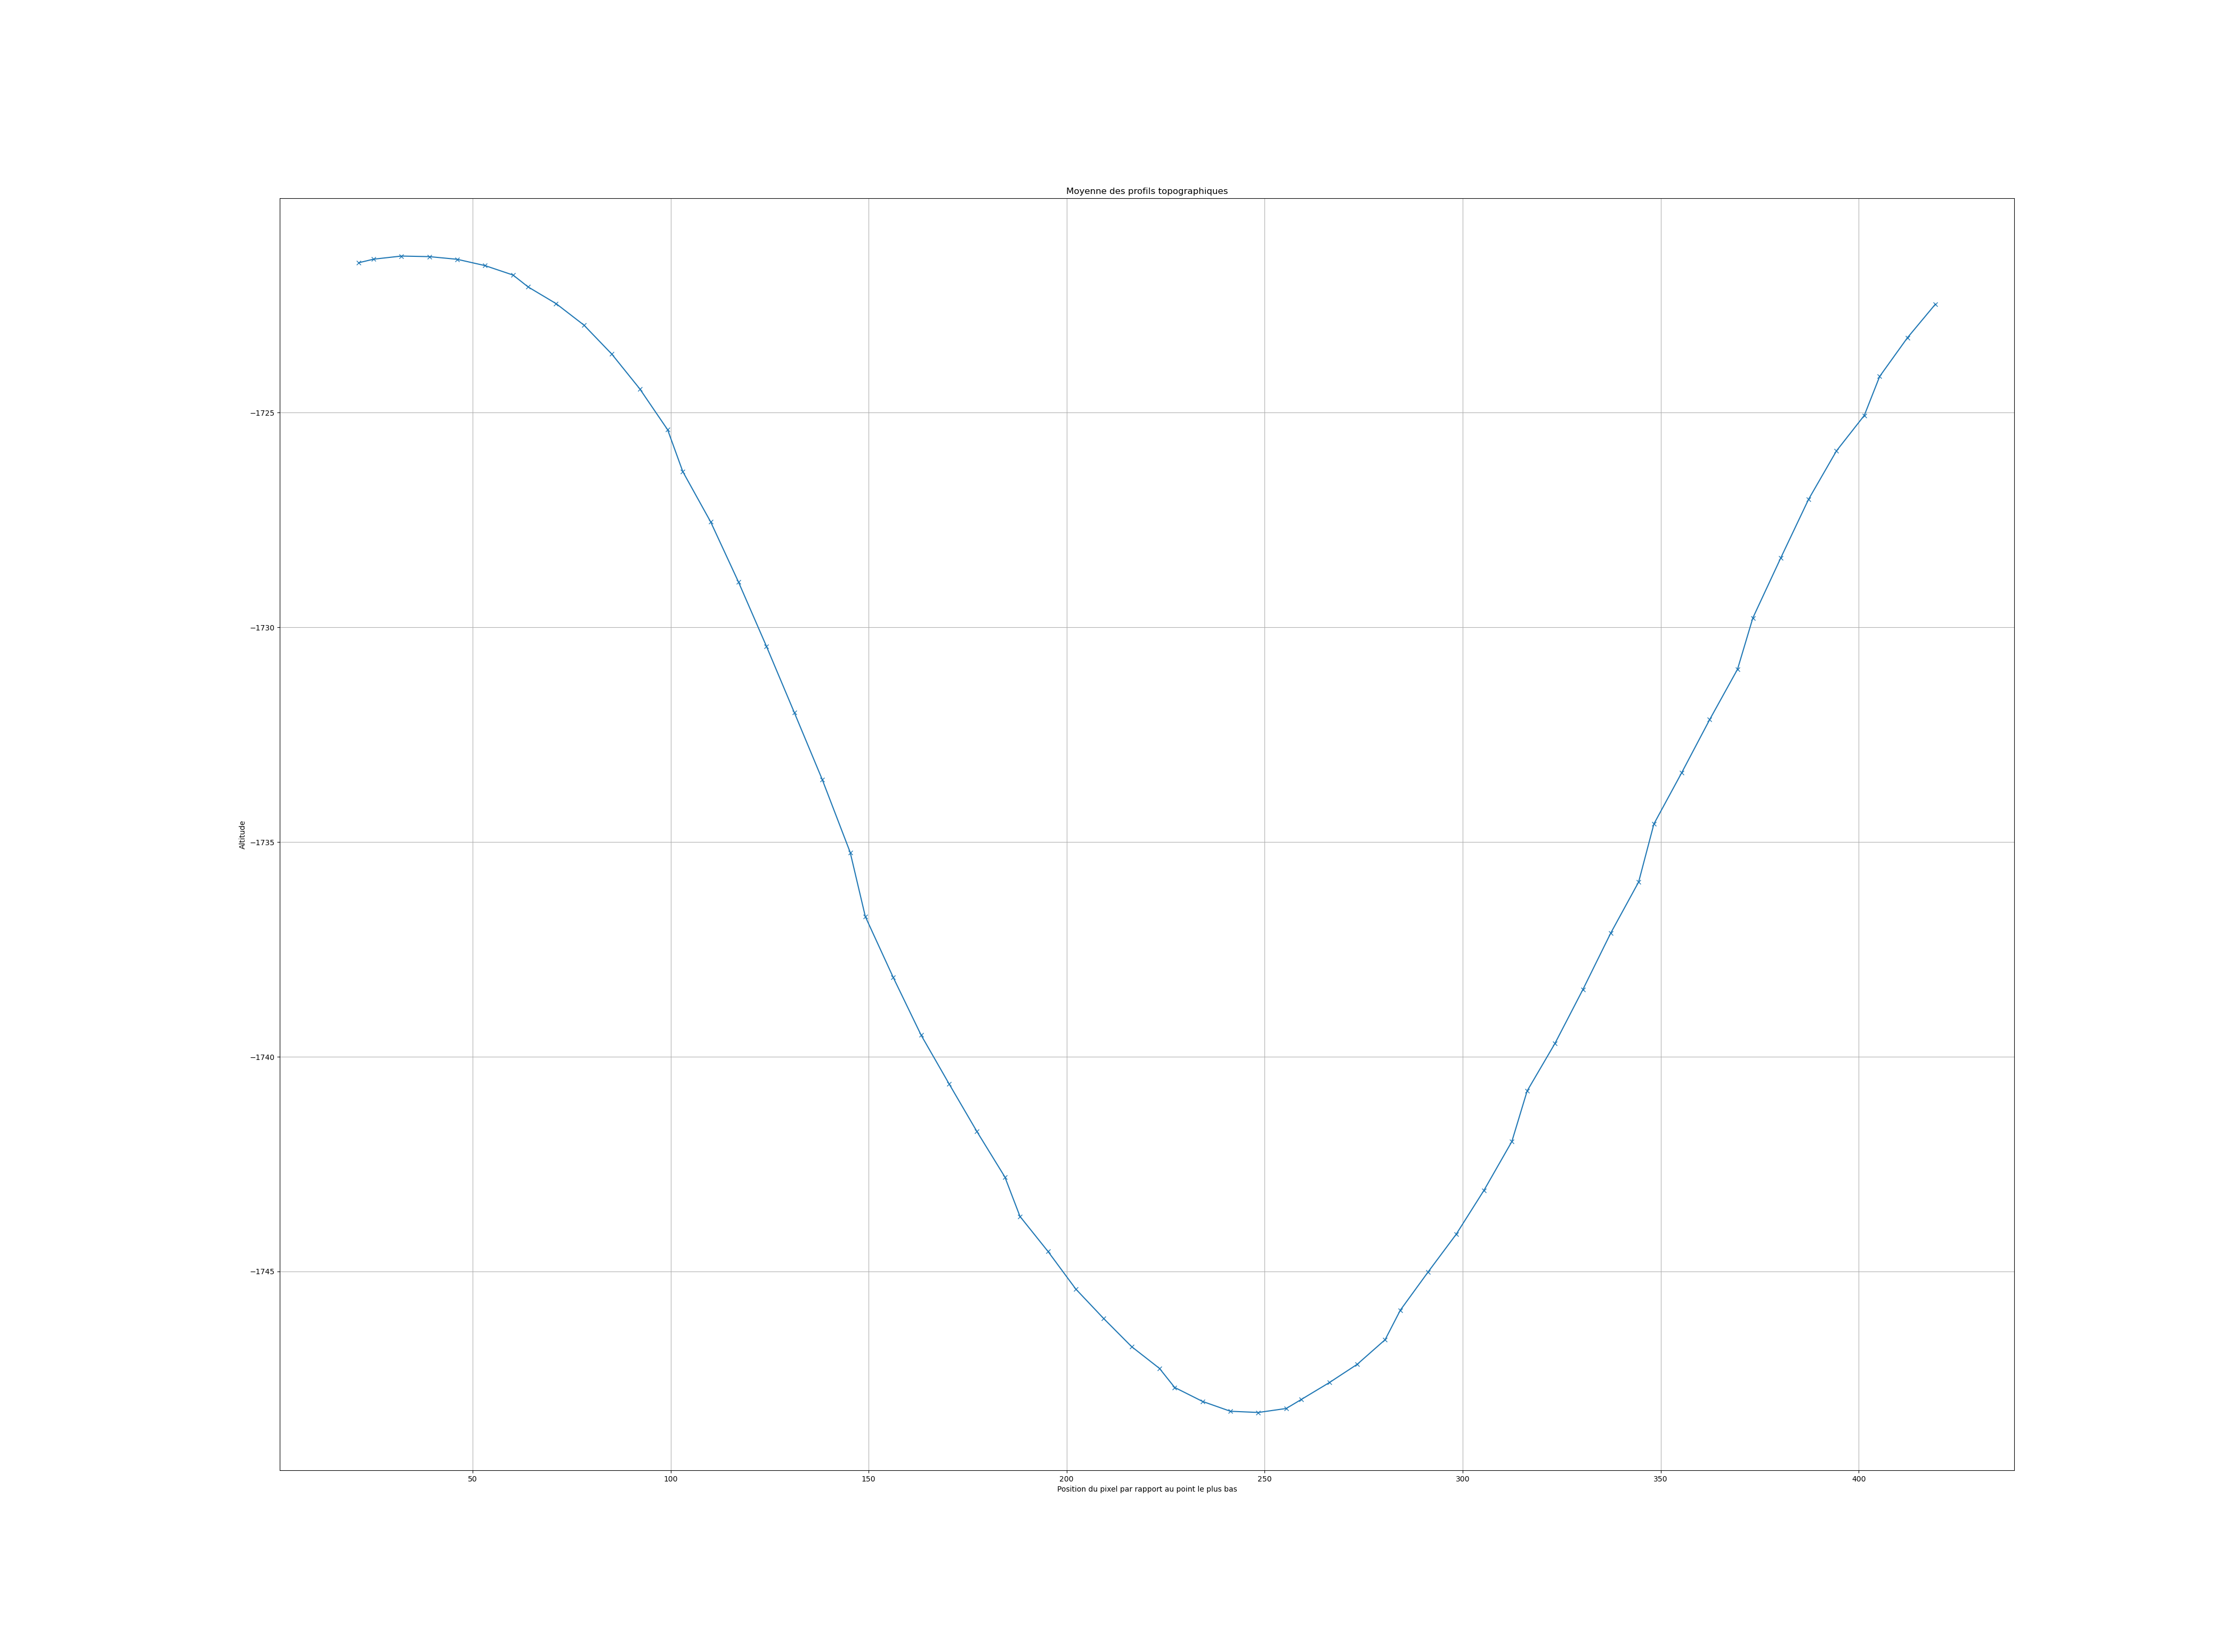 Moyenne des profils topographiques
−1725
−1730
−1735
−1740
−1745
Altitude
50 100 150 200 250 300 350 400
Position du pixel par rapport au point le plus bas